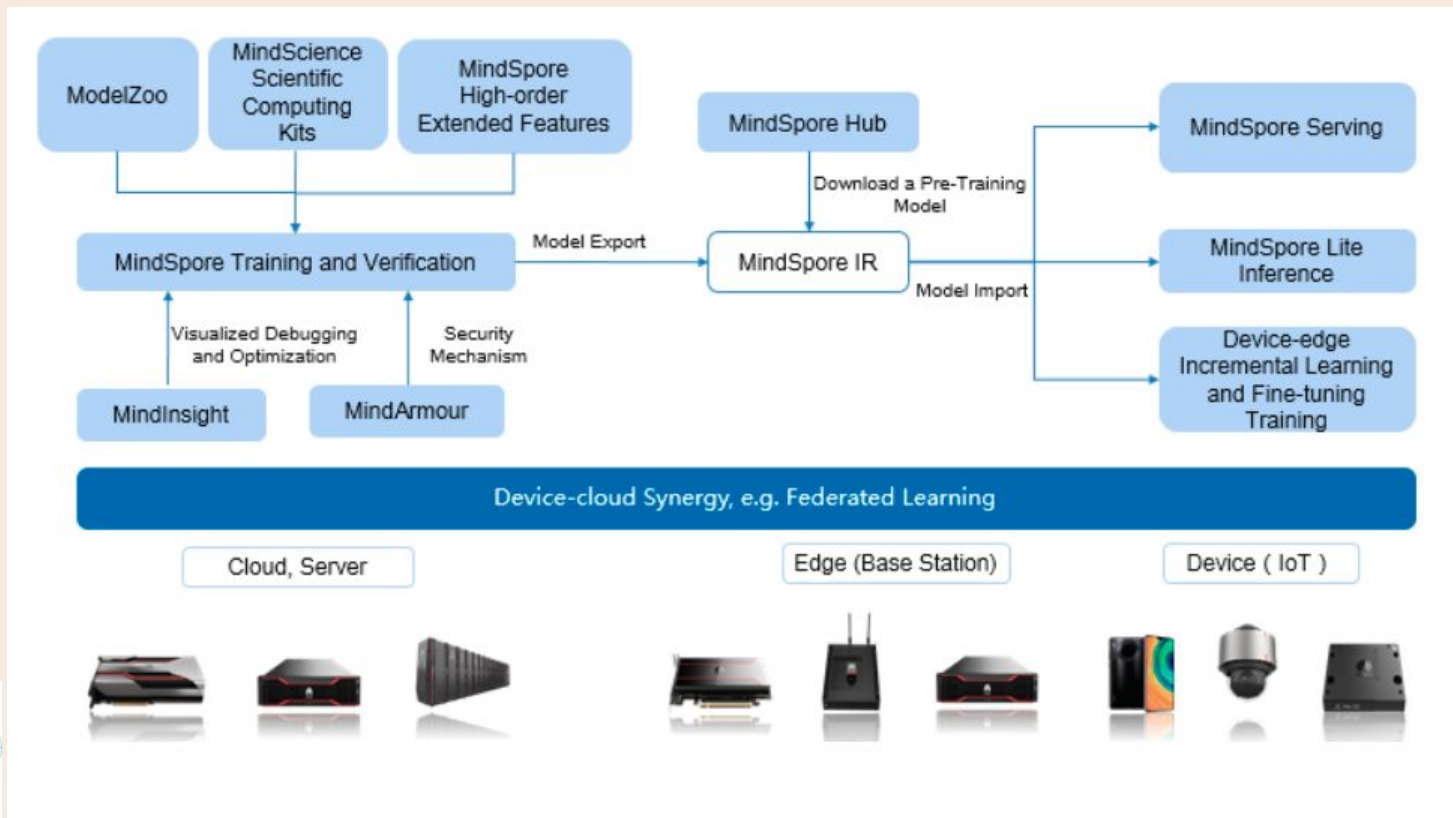 ModelZoo
MindScience
Scientific
Computing
Kits
MindSpore
High-order
Extended Features
MindSpore Hub
MindSpore Serving
Download a Pre-Training
Model
MindSpore Training and Verification
Model Export
MindSpore IR
Model Import
MindSpore Lite
Inference
Visualized Debugging
and Optimization
Security
Mechanism
Device-edge
Incremental Learning
and Fine-tuning
Training
MindInsight
MindArmour
Device-cloud Synergy, e.g. Federated Learning
Cloud, Server
Edge (Base Station)
Device ( IoT )